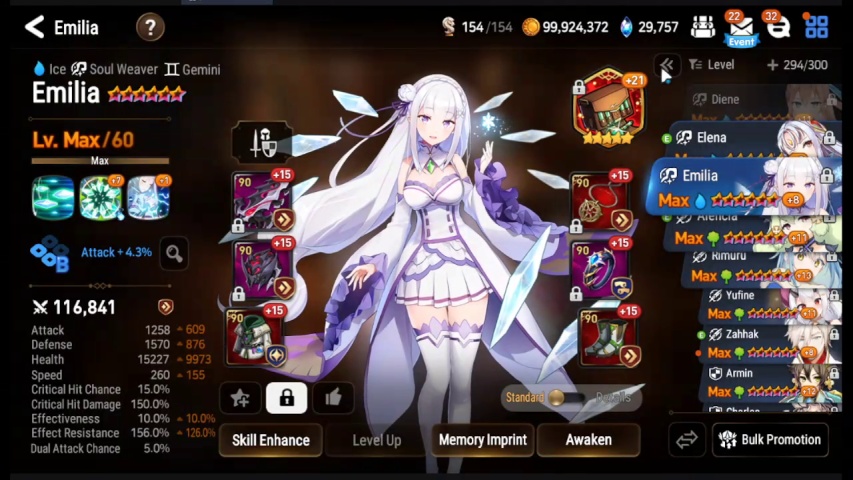 Emilia
?
154/154
99,924,372
29,757
22
Event
32
Ice Soul Weaver Gemini
Emilia
Lv. Max/60
Max
+7
+1
B
Attack + 4.3%
116,841
Attack 1258 609
Defense 1570 876
Health 15227 9973
Speed 260 155
Critical Hit Chance 15.0%
Critical Hit Damage 150.0%
Effectiveness 10.0% 10.0%
Effect Resistance 156.0% 126.0%
Dual Attack Chance 5.0%
90 +15
90 +15
90 +15
+21
90 +15
90 +15
90 +15
Standard
Skill Enhance
Level Up
Memory Imprint
Awaken
Level
294/300
Diene
Max
Elena
Emilia
Max +8
Max
Rimuru
Max +13
Yufine
Max
Zahhak
Max
Armin
Max
Bulk Promotion